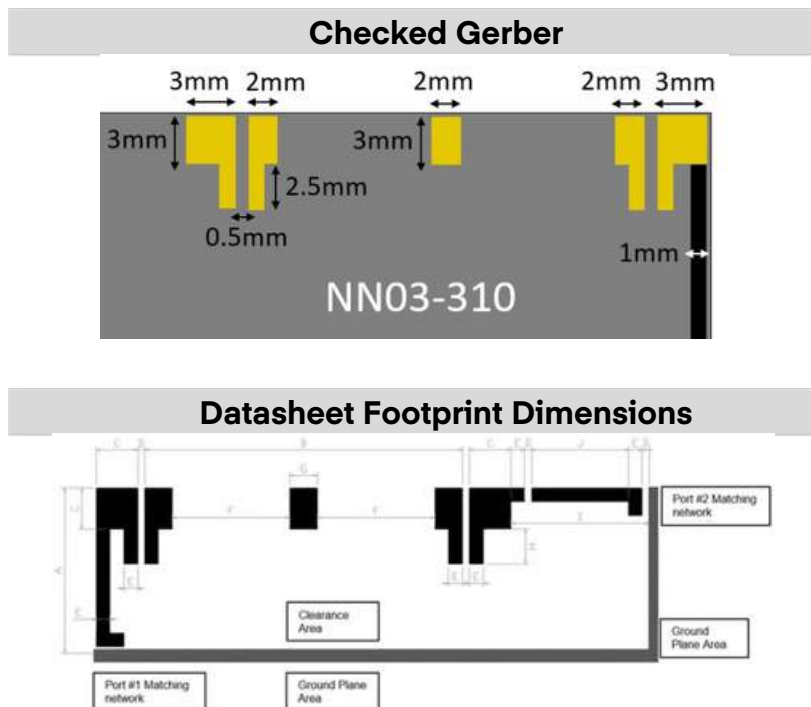 Checked Gerber
3mm 2mm 2mm 2mm 3mm
3mm 3mm
2.5mm
0.5mm
1mm
NN03-310
Datasheet Footprint Dimensions
G
F F
J
Port #2 Matching
network
I
H
A
E E E
Clearance
Area
Ground
Plane Area
Port #1 Matching
network
Ground Plane
Area